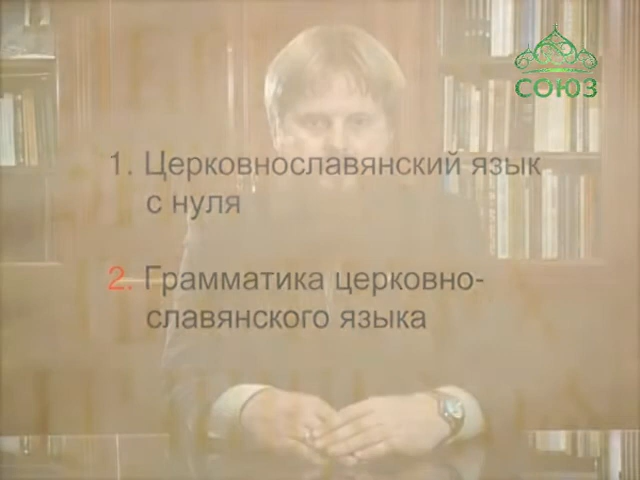 СОЮЗ
1. Церковнославянский язык
с нуля
2. Грамматика церковно-
славянского языка